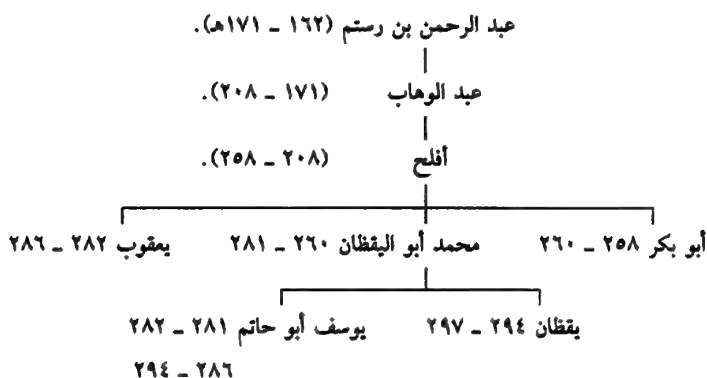 عبد الرحمن بن رستم (١٦٢ ـ ١٧١هـ).
عبد الوهاب (١٧١ ـ ٢٠٨).
أفلح (٢٠٨ ـ ٢٥٨).
أبو بكر ٢٥٨ ـ ٢٦٠ محمد أبو اليقظان ٢٦٠ ـ ٢٨١ يعقوب ٢٨٢ ـ ٢٨٦
يقظان ٢٩٤ ـ ٢٩٧ يوسف أبو حاتم ٢٨١ ـ ٢٨٢
٢٨٦ ـ ٢٩٤